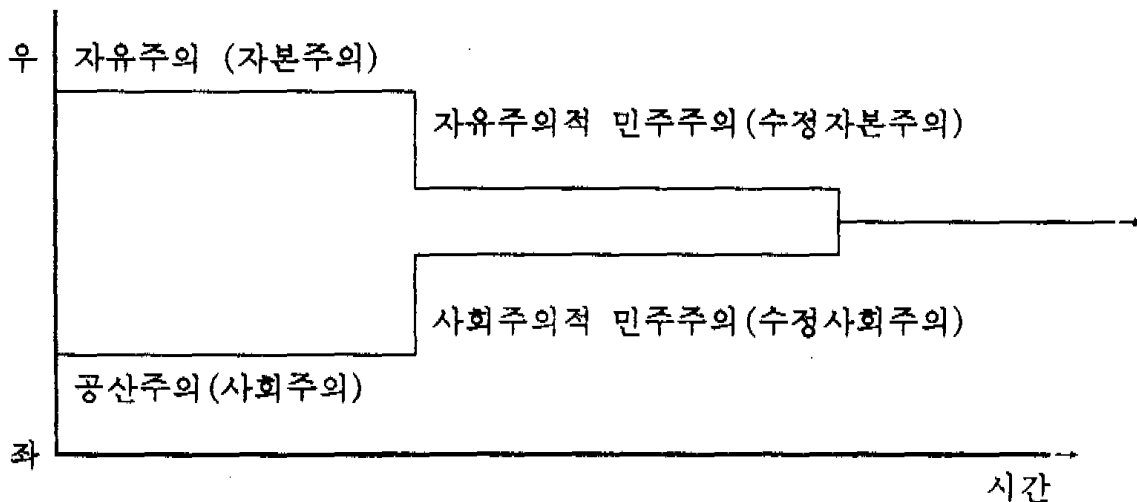 우 자유주의 (자본주의)
자유주의적 민주주의(수정자본주의)
사회주의적 민주주의(수정사회주의)
공산주의(사회주의)
좌
시간